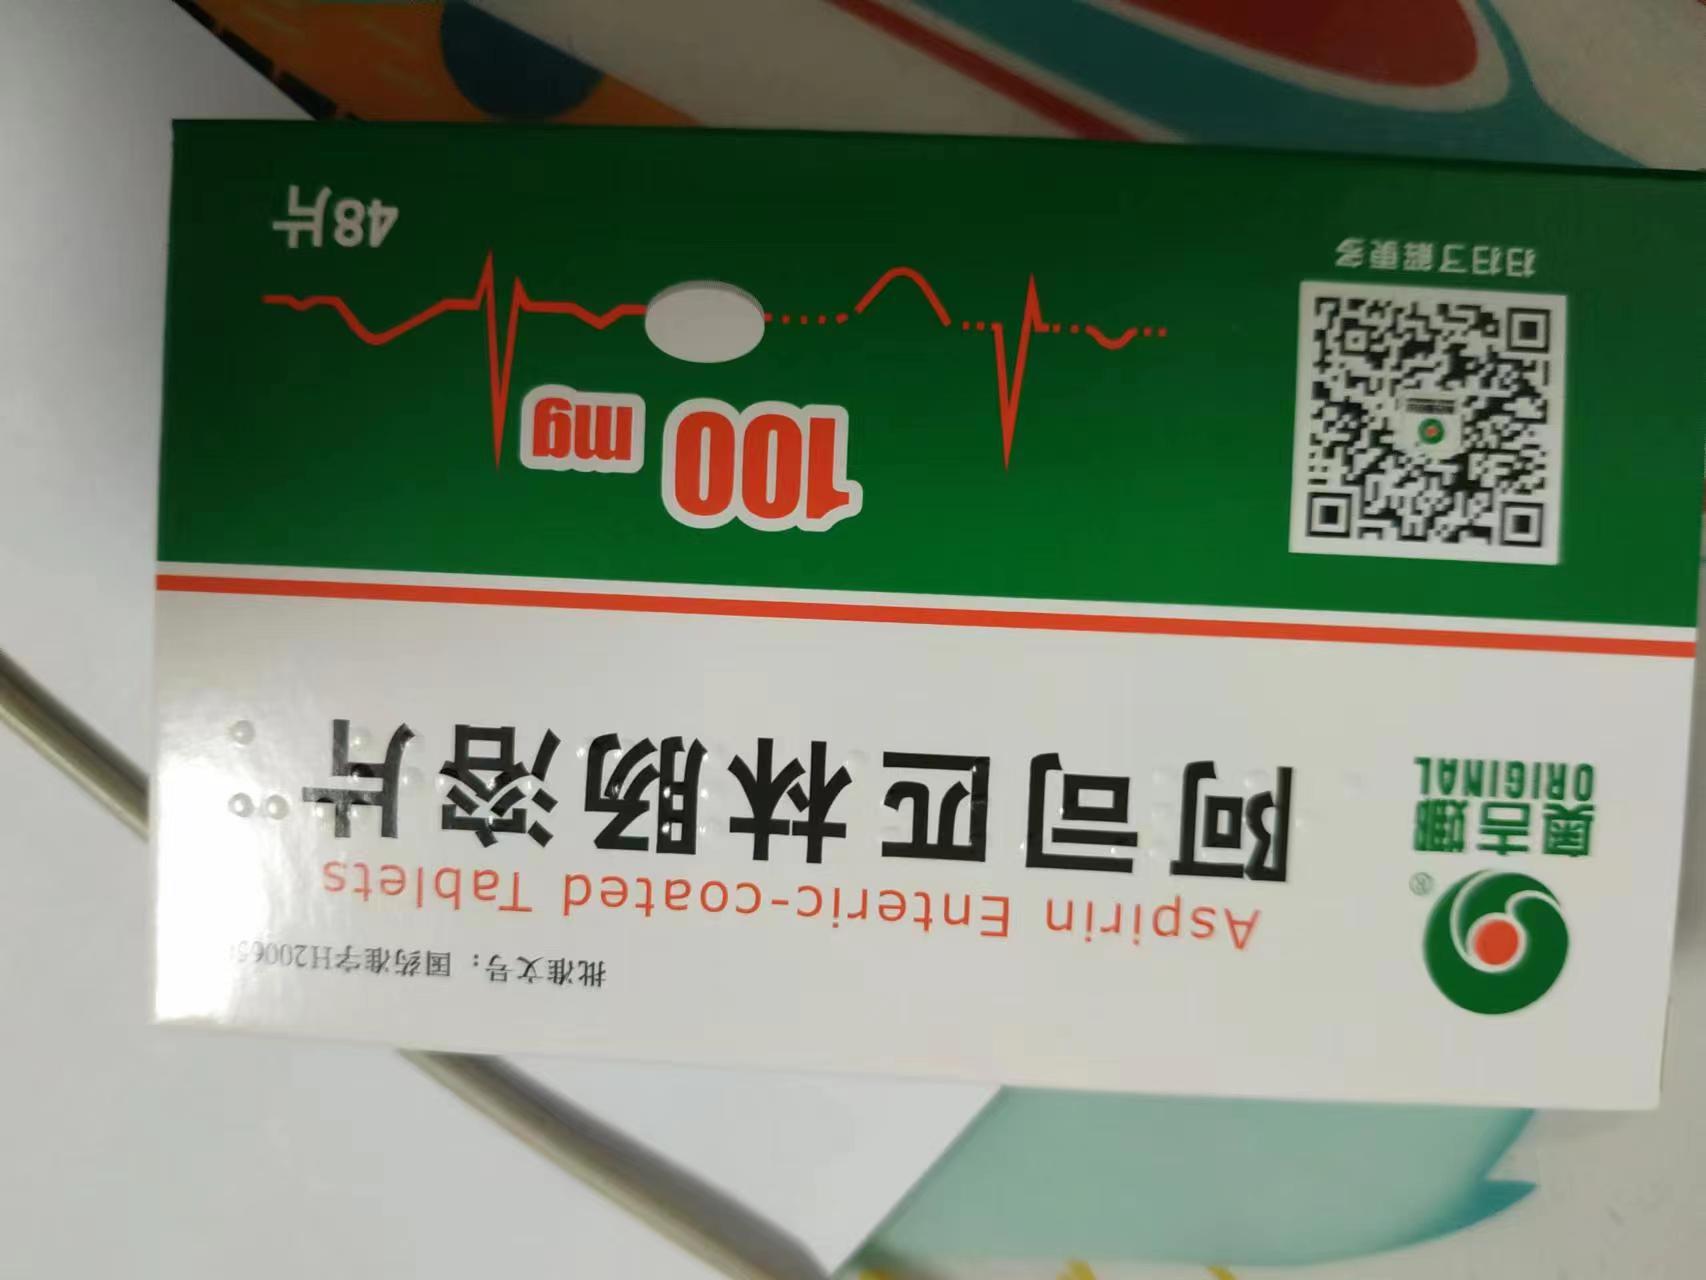 批准文号：国药准字H200065
Aspirin Enteric-coated Tablets
阿司匹林肠溶片
®
奥吉娜
ORIGINAL
100 mg
48片
扫扫了解更多